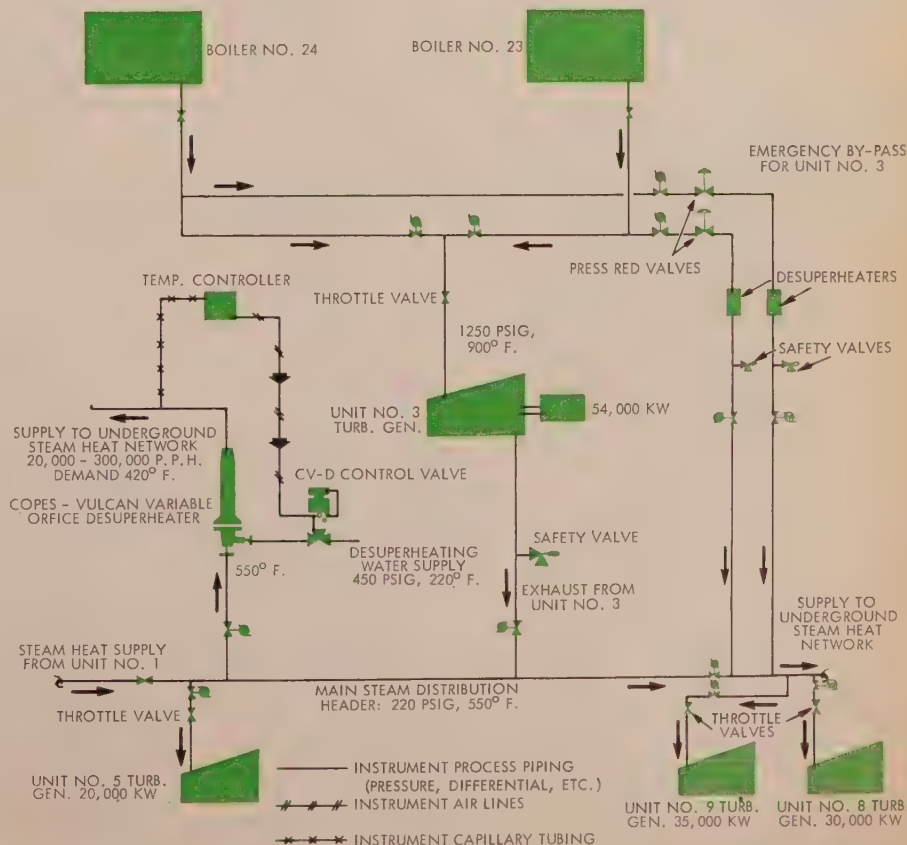 BOILER NO. 24
BOILER NO. 23
EMERGENCY BY-PASS
FOR UNIT NO. 3
PRESS RED VALVES
TEMP. CONTROLLER
DESUPERHEATERS
THROTTLE VALVE
1250 PSIG,
900° F.
SAFETY VALVES
UNIT NO. 3
TURB. GEN.
54,000 KW
SUPPLY TO UNDERGROUND
STEAM HEAT NETWORK
20,000 - 300,000 P.P.H.
DEMAND 420° F.
CV-D CONTROL VALVE
COPES - VULCAN VARIABLE
ORFICE DESUPERHEATER
DESUPERHEATING
WATER SUPPLY
450 PSIG, 220° F.
SAFETY VALVE
550° F.
EXHAUST FROM
UNIT NO. 3
SUPPLY TO
UNDERGROUND
STEAM HEAT
NETWORK
STEAM HEAT SUPPLY
FROM UNIT NO. 1
MAIN STEAM DISTRIBUTION
HEADER: 220 PSIG, 550° F.
THROTTLE VALVE
THROTTLE
VALVES
UNIT NO. 5 TURB.
GEN. 20,000 KW
UNIT NO. 9 TURB.
GEN. 35,000 KW
UNIT NO. 8 TURB
GEN. 30,000 KW
INSTRUMENT PROCESS PIPING
(PRESSURE, DIFFERENTIAL, ETC.)
INSTRUMENT AIR LINES
INSTRUMENT CAPILLARY TUBING